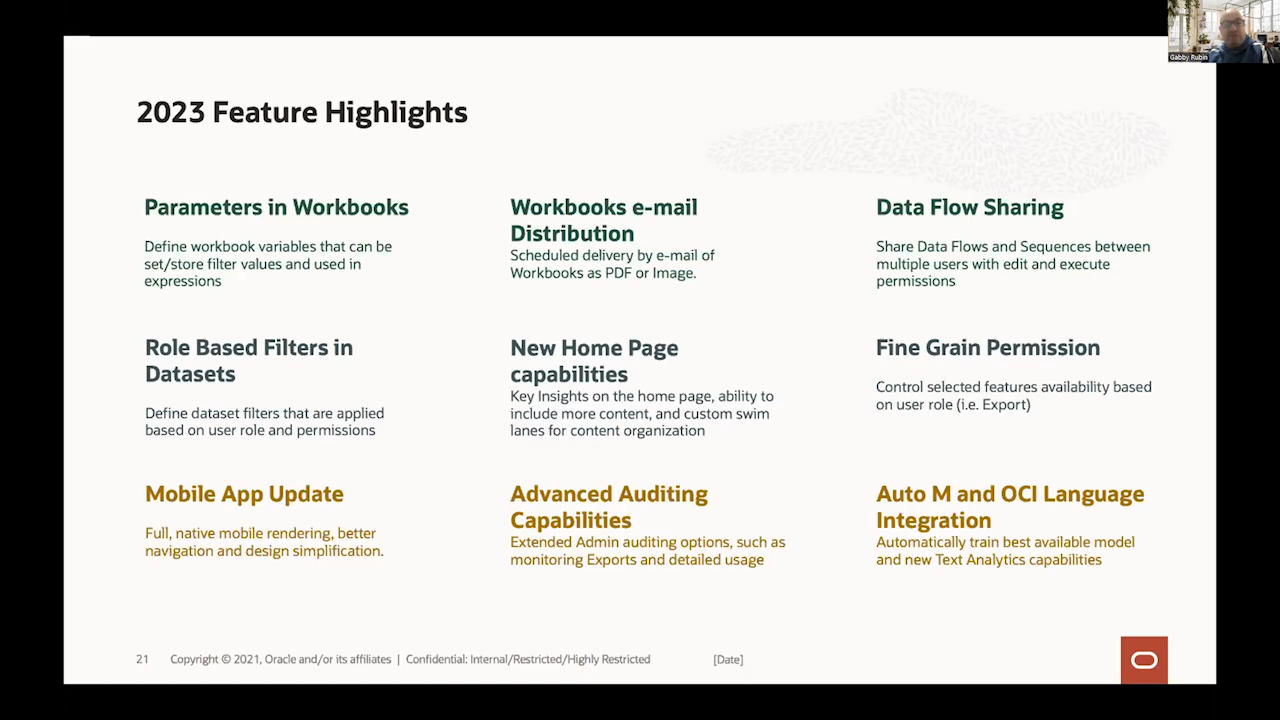 Gabby Rubin
2023 Feature Highlights
Parameters in Workbooks
Define workbook variables that can be
set/store filter values and used in
expressions
Workbooks e-mail
Distribution
Scheduled delivery by e-mail of
Workbooks as PDF or Image.
Data Flow Sharing
Share Data Flows and Sequences between
multiple users with edit and execute
permissions
Role Based Filters in
Datasets
Define dataset filters that are applied
based on user role and permissions
New Home Page
capabilities
Key Insights on the home page, ability to
include more content, and custom swim
lanes for content organization
Fine Grain Permission
Control selected features availability based
on user role (i.e. Export)
Mobile App Update
Full, native mobile rendering, better
navigation and design simplification.
Advanced Auditing
Capabilities
Extended Admin auditing options, such as
monitoring Exports and detailed usage
Auto M and OCI Language
Integration
Automatically train best available model
and new Text Analytics capabilities
21 Copyright © 2021, Oracle and/or its affiliates | Confidential: Internal/Restricted/Highly Restricted [Date]